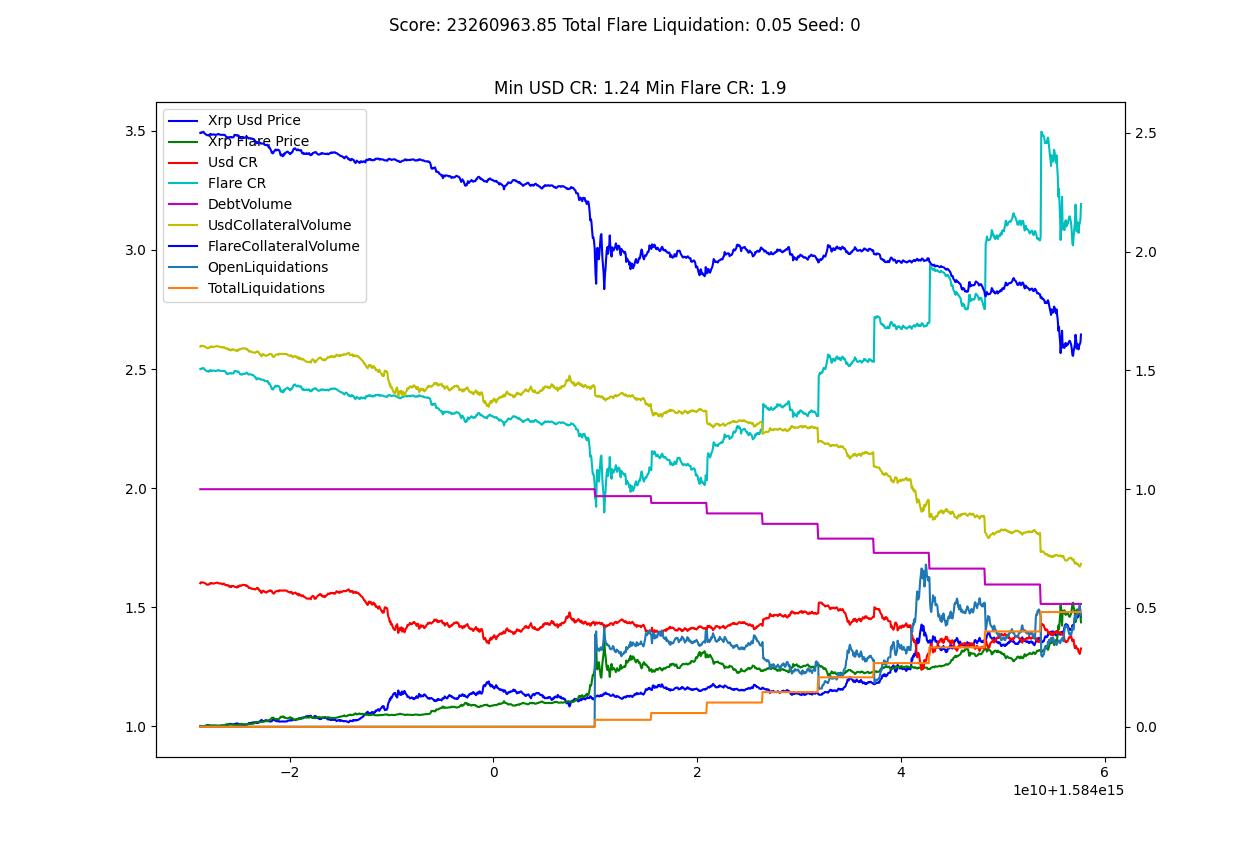 Score: 23260963.85 Total Flare Liquidation: 0.05 Seed: 0
Min USD CR: 1.24 Min Flare CR: 1.9
Xrp Usd Price
Xrp Flare Price
Usd CR
Flare CR
DebtVolume
UsdCollateralVolume
FlareCollateralVolume
OpenLiquidations
TotalLiquidations
3.5
3.0
2.5
2.0
1.5
1.0
2.5
2.0
1.5
1.0
0.5
0.0
−2 0 2 4 6
1e10+1.584e15